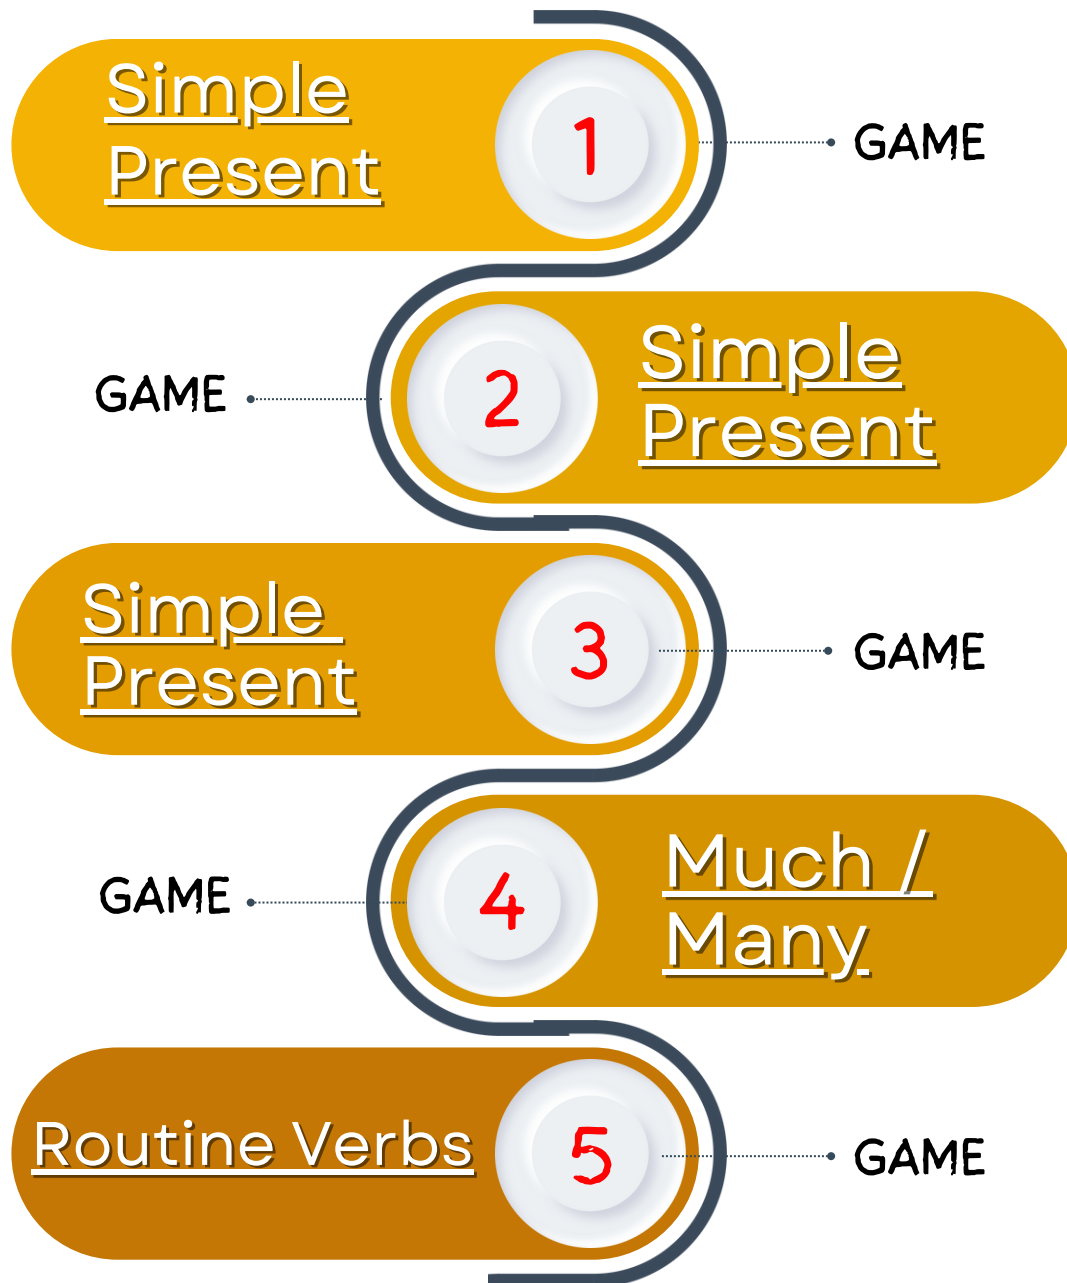 Simple
Present
1
GAME
GAME
2
Simple
Present
Simple
Present
3
GAME
GAME
4
Much /
Many
Routine Verbs
5
GAME